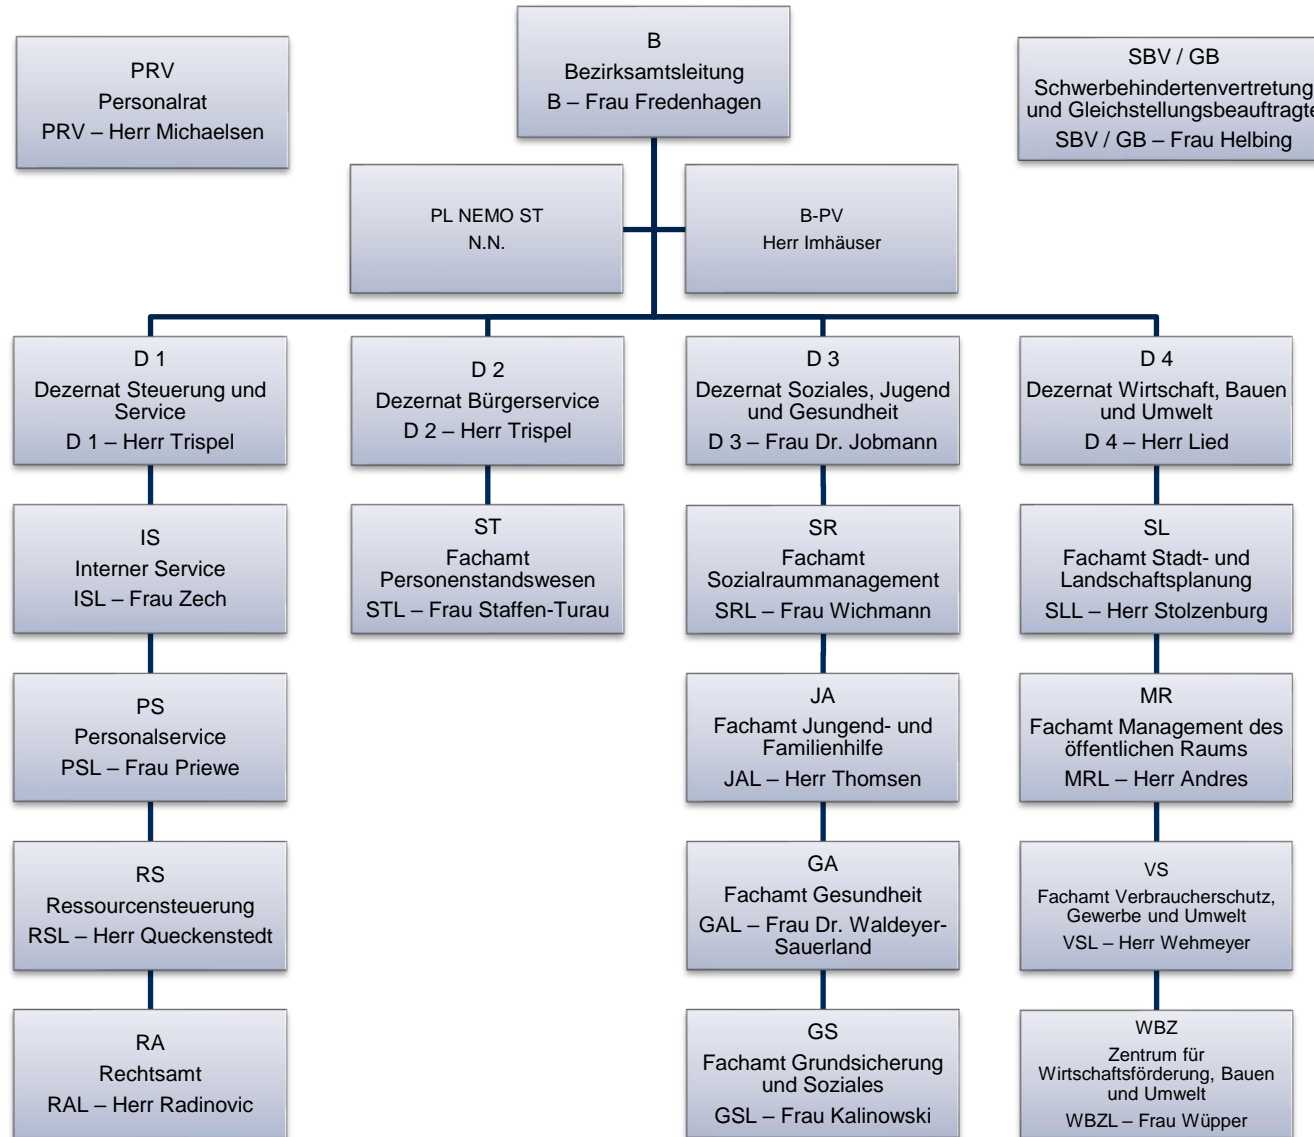 PRV
Personalrat
PRV – Herr Michaelsen
B
Bezirksamtsleitung
B – Frau Fredenhagen
SBV / GB
Schwerbehindertenvertretung
und Gleichstellungsbeauftragte
SBV / GB – Frau Helbing
PL NEMO ST
N.N.
B-PV
Herr Imhäuser
D 1
Dezernat Steuerung und
Service
D 1 – Herr Trispel
D 2
Dezernat Bürgerservice
D 2 – Herr Trispel
D 3
Dezernat Soziales, Jugend
und Gesundheit
D 3 – Frau Dr. Jobmann
D 4
Dezernat Wirtschaft, Bauen
und Umwelt
D 4 – Herr Lied
IS
Interner Service
ISL – Frau Zech
ST
Fachamt
Personenstandswesen
STL – Frau Staffen-Turau
SR
Fachamt
Sozialraummanagement
SRL – Frau Wichmann
SL
Fachamt Stadt- und
Landschaftsplanung
SLL – Herr Stolzenburg
PS
Personalservice
PSL – Frau Priewe
JA
Fachamt Jungend- und
Familienhilfe
JAL – Herr Thomsen
MR
Fachamt Management des
öffentlichen Raums
MRL – Herr Andres
RS
Ressourcensteuerung
RSL – Herr Queckenstedt
GA
Fachamt Gesundheit
GAL – Frau Dr. Waldeyer-
Sauerland
VS
Fachamt Verbraucherschutz,
Gewerbe und Umwelt
VSL – Herr Wehmeyer
RA
Rechtsamt
RAL – Herr Radinovic
GS
Fachamt Grundsicherung
und Soziales
GSL – Frau Kalinowski
WBZ
Zentrum für
Wirtschaftsförderung, Bauen
und Umwelt
WBZL – Frau Wüpper